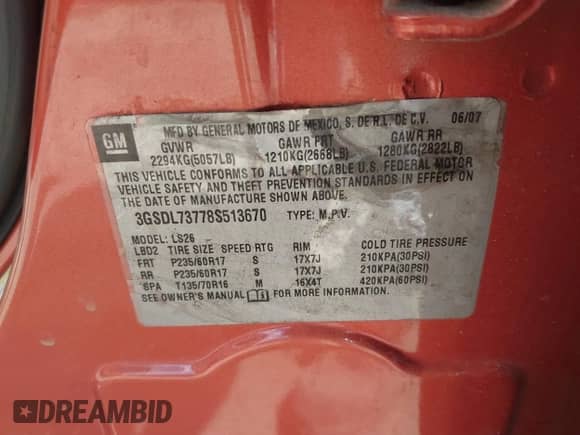 GM
MFD BY GENERAL MOTORS DE MEXICO, S. DE R.L. DE C.V. 06/07
GVWR GAWR FRT GAWR RR
2294KG(5057LB) 1210KG(2668LB) 1280KG(2822LB)
THIS VEHICLE CONFORMS TO ALL APPLICABLE U.S. FEDERAL MOTOR
VEHICLE SAFETY AND THEFT PREVENTION STANDARDS IN EFFECT ON
THE DATE OF MANUFACTURE SHOWN ABOVE.
3GSDL73778S513670 TYPE: M.P.V.
MODEL: LS26
LBD2 TIRE SIZE SPEED RTG RIM COLD TIRE PRESSURE
FRT P235/60R17 S 17X7J 210KPA(30PSI)
RR P235/60R17 S 17X7J 210KPA(30PSI)
SPA T135/70R16 M 16X4T 420KPA(60PSI)
SEE OWNER'S MANUAL FOR MORE INFORMATION.
DREAMBID